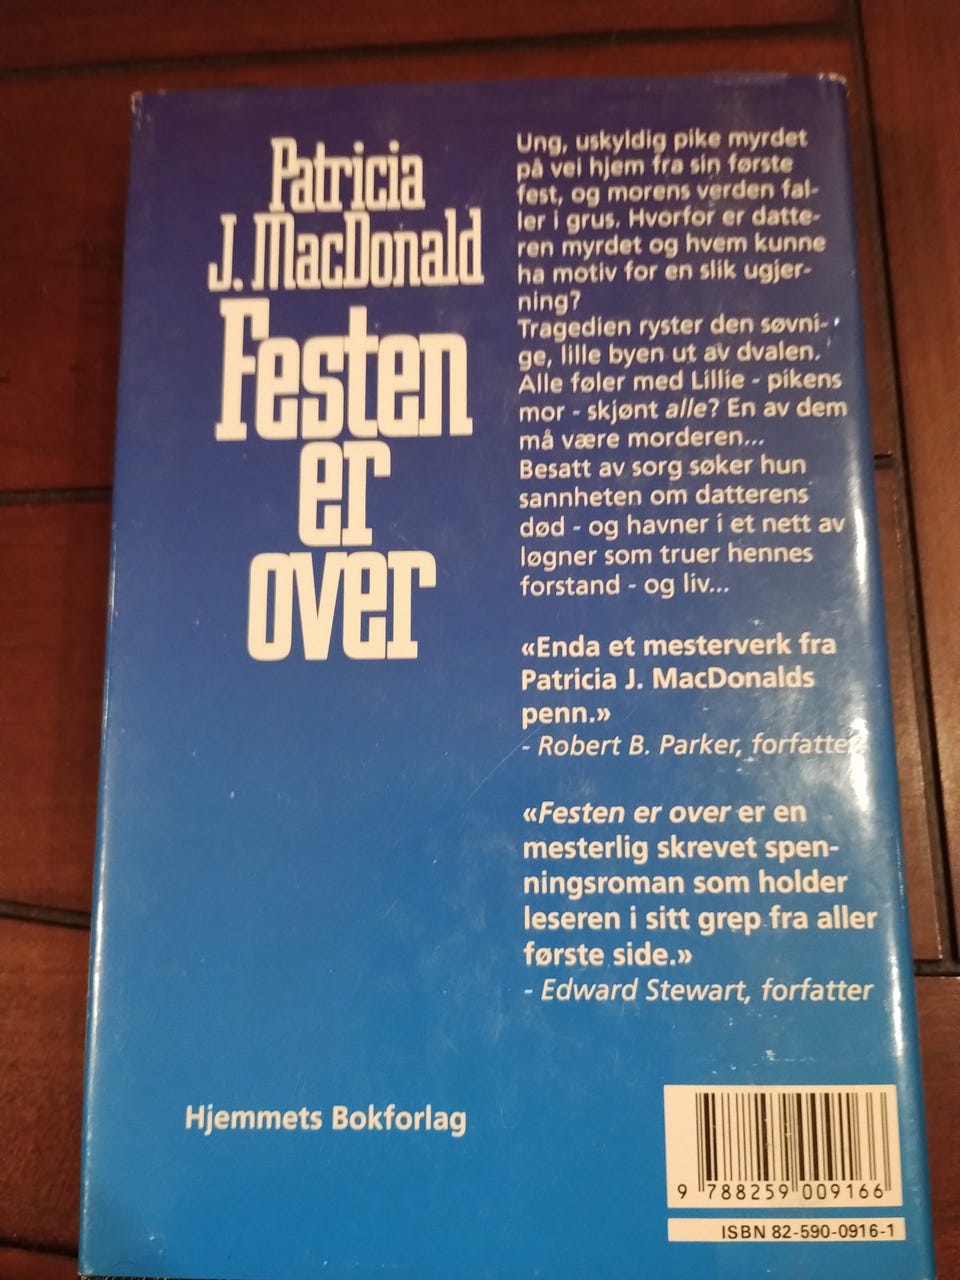 Patricia
J. MacDonald
Festen
er
over
Ung, uskyldig pike myrdet
på vei hjem fra sin første
fest, og morens verden fal-
ler i grus. Hvorfor er datte-
ren myrdet og hvem kunne
ha motiv for en slik ugjer-
ning?
Tragedien ryster den søvni-
ge, lille byen ut av dvalen.
Alle føler med Lillie - pikens
mor - skjønt alle? En av dem
må være morderen...
Besatt av sorg søker hun
sannheten om datterens
død - og havner i et nett av
løgner som truer hennes
forstand - og liv...
«Enda et mesterverk fra
Patricia J. MacDonalds
penn.»
- Robert B. Parker, forfatter
«Festen er over er en
mesterlig skrevet spen-
ningsroman som holder
leseren i sitt grep fra aller
første side.»
- Edward Stewart, forfatter
Hjemmets Bokforlag
9 788259 009166
ISBN 82-590-0916-1